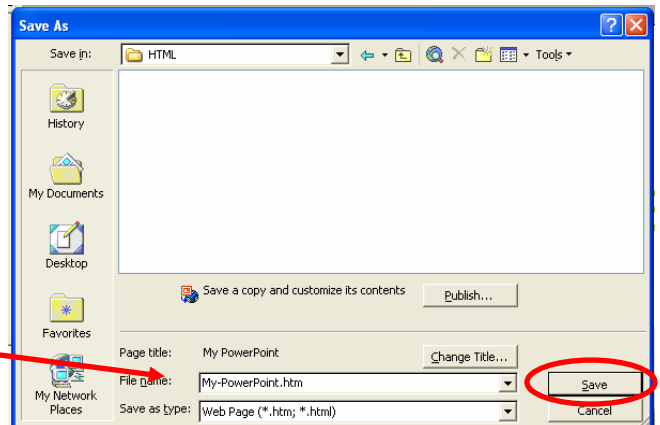 Save As
Save in:
HTML
Tools
History
My Documents
Desktop
Favorites
My Network
Places
Save a copy and customize its contents
Publish...
Page title:
My PowerPoint
Change Title...
File name:
My-PowerPoint.htm
Save
Save as type:
Web Page (*.htm; *.html)
Cancel